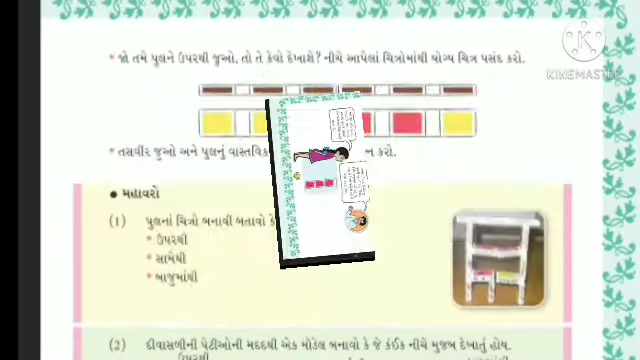 * જો તમે પુલને ઉપરથી જુઓ, તો તે કેવો દેખાશે? નીચે આપેલાં ચિત્રોમાંથી યોગ્ય ચિત્ર પસંદ કરો.
KINEMASTER
* તસવીર જુઓ અને પુલનું વાસ્તવિક
ન કરો.
• મહાવરો
(1) પુલનાં ચિત્રો બનાવી બતાવો કે
* ઉપરથી
* સામેથી
* બાજુમાંથી
(2) દીવાસળીની પેટીઓની મદદથી એક મોડેલ બનાવો કે જે કંઈક નીચે મુજબ દેખાતું હોય.
ઉપરથી